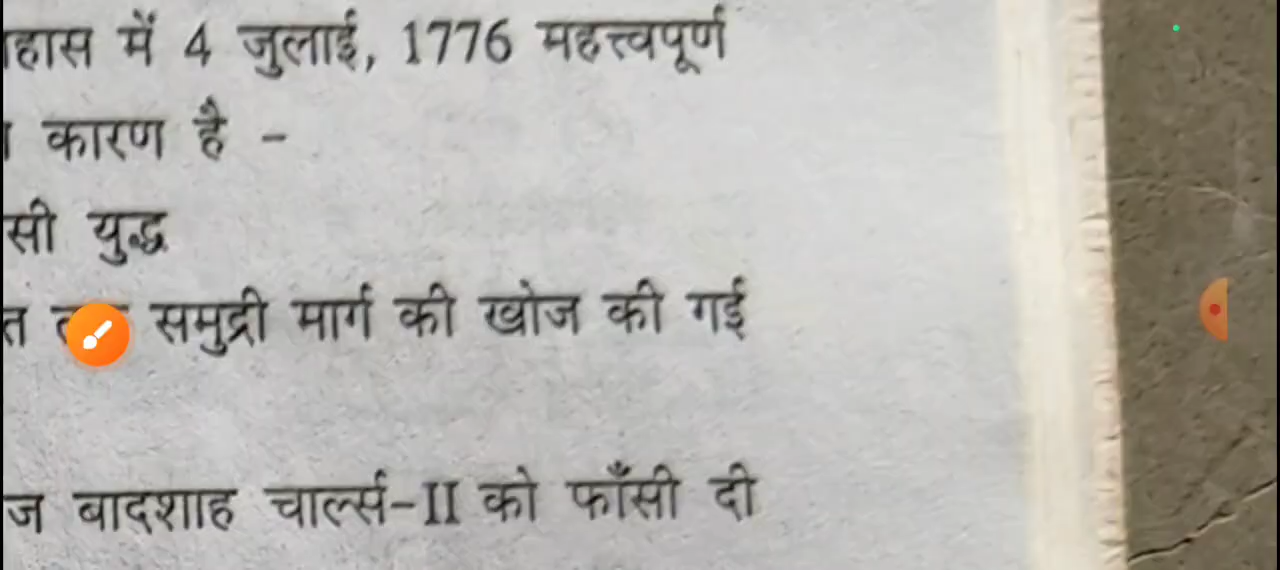 में 4 जुलाई, 1776 महत्त्वपूर्ण
कारण है -
युद्ध
समुद्री मार्ग की खोज की गई
बादशाह चार्ल्स-II को फाँसी दी